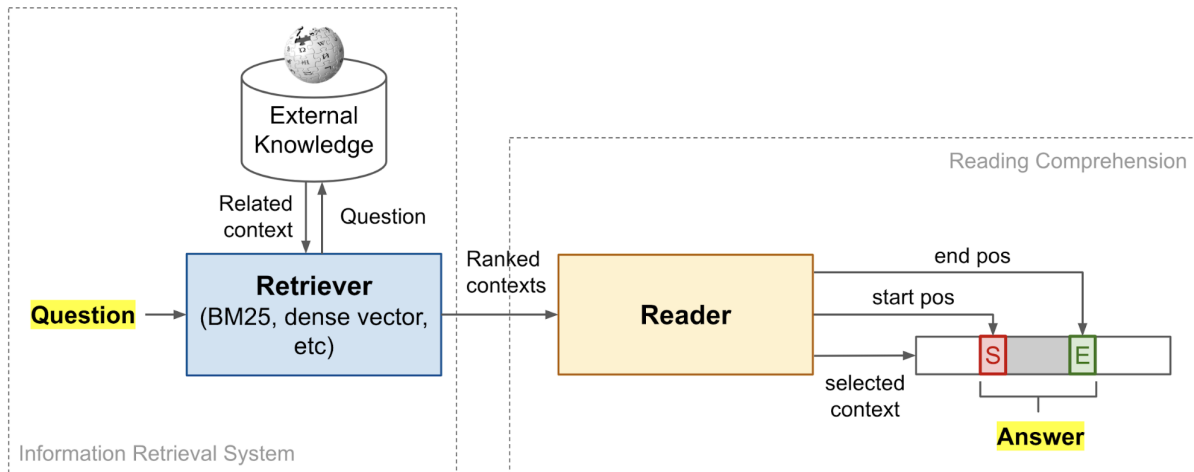 External
Knowledge
Reading Comprehension
Related
context
Question
Ranked
contexts
Retriever
(BM25, dense vector,
etc)
Question
Reader
end pos
start pos
S
E
selected
context
Answer
Information Retrieval System